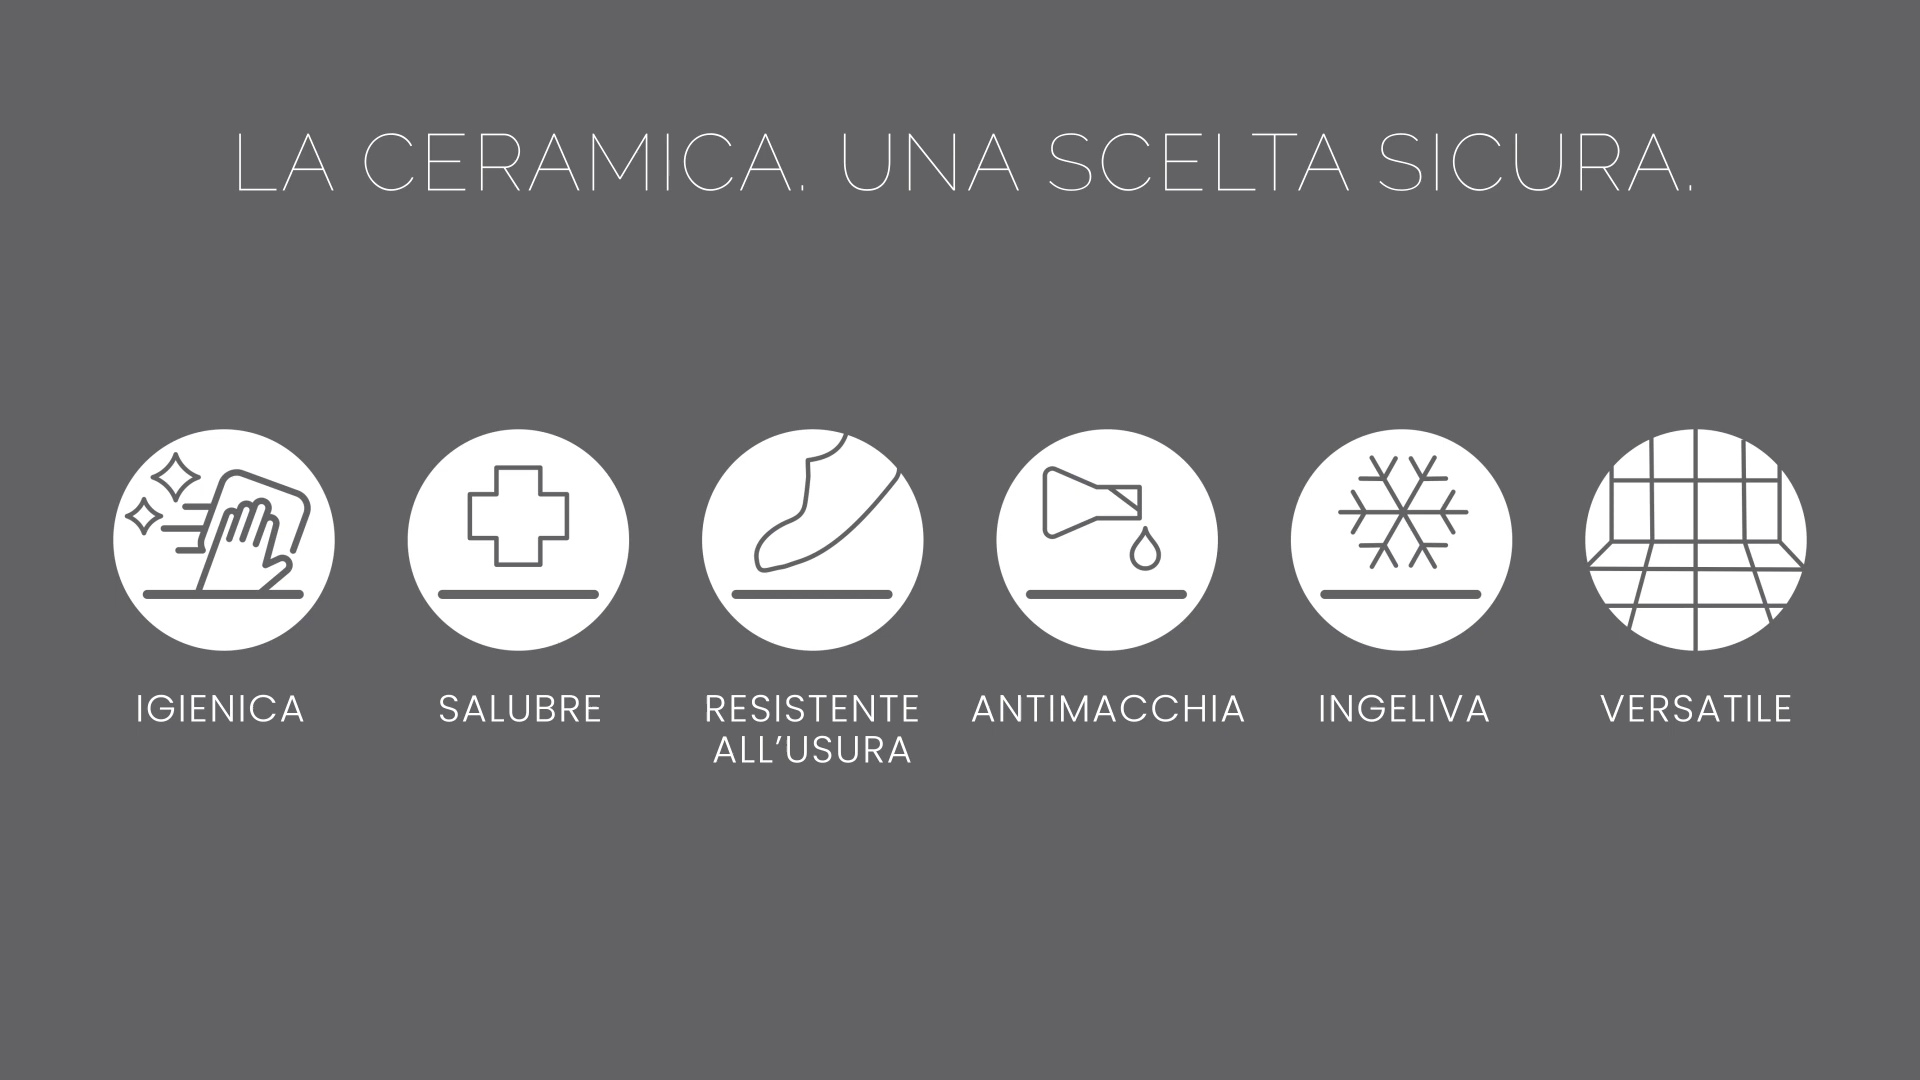 LA CERAMICA. UNA SCELTA SICURA.
IGIENICA
SALUBRE
RESISTENTE
ALL’USURA
ANTIMACCHIA
INGELIVA
VERSATILE